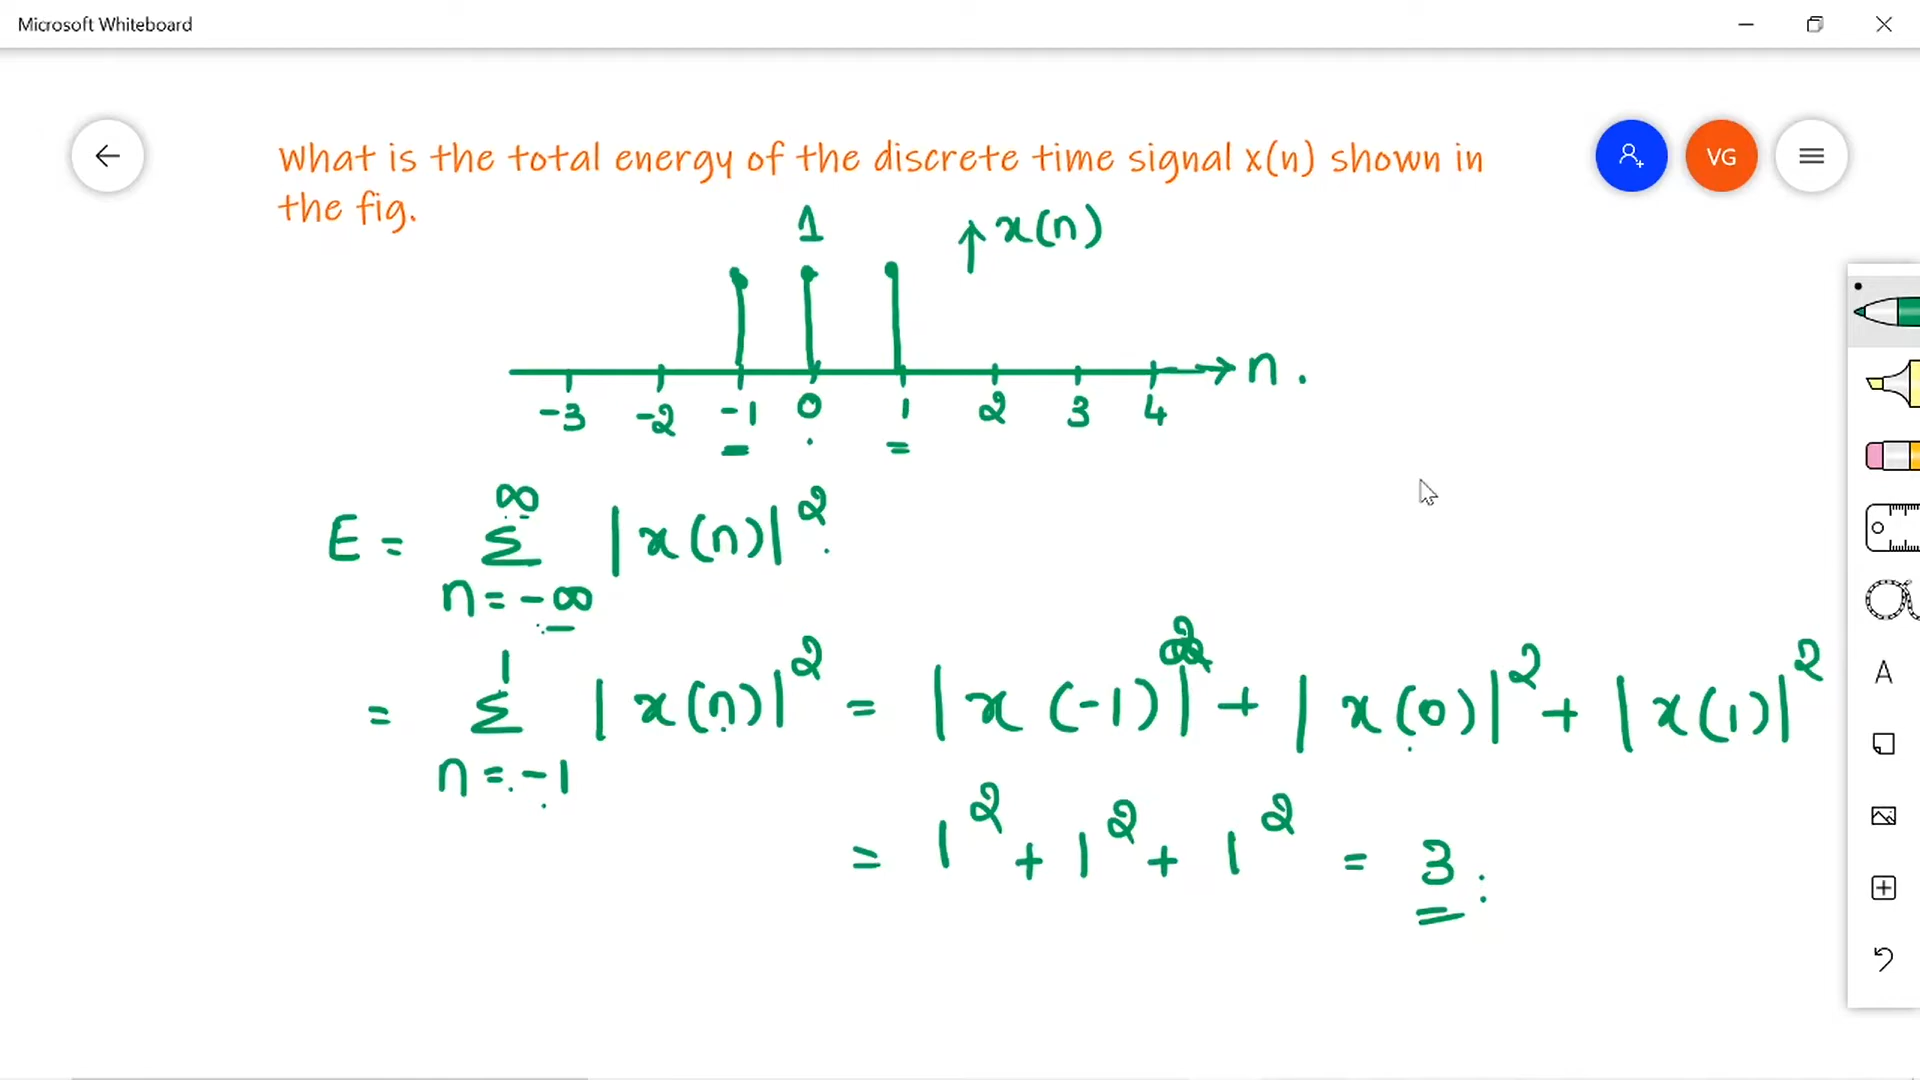 Microsoft Whiteboard
VG
What is the total energy of the discrete time signal x(n) shown in
the fig.
1
↑ x(n)
-3 -2 -1 0 1 2 3 4 → n.
E = ∞ Σ n = -∞ |x(n)|²
= 1 Σ n = -1 |x(n)|² = |x(-1)|² + |x(0)|² + |x(1)|²
= 1² + 1² + 1² = 3
A